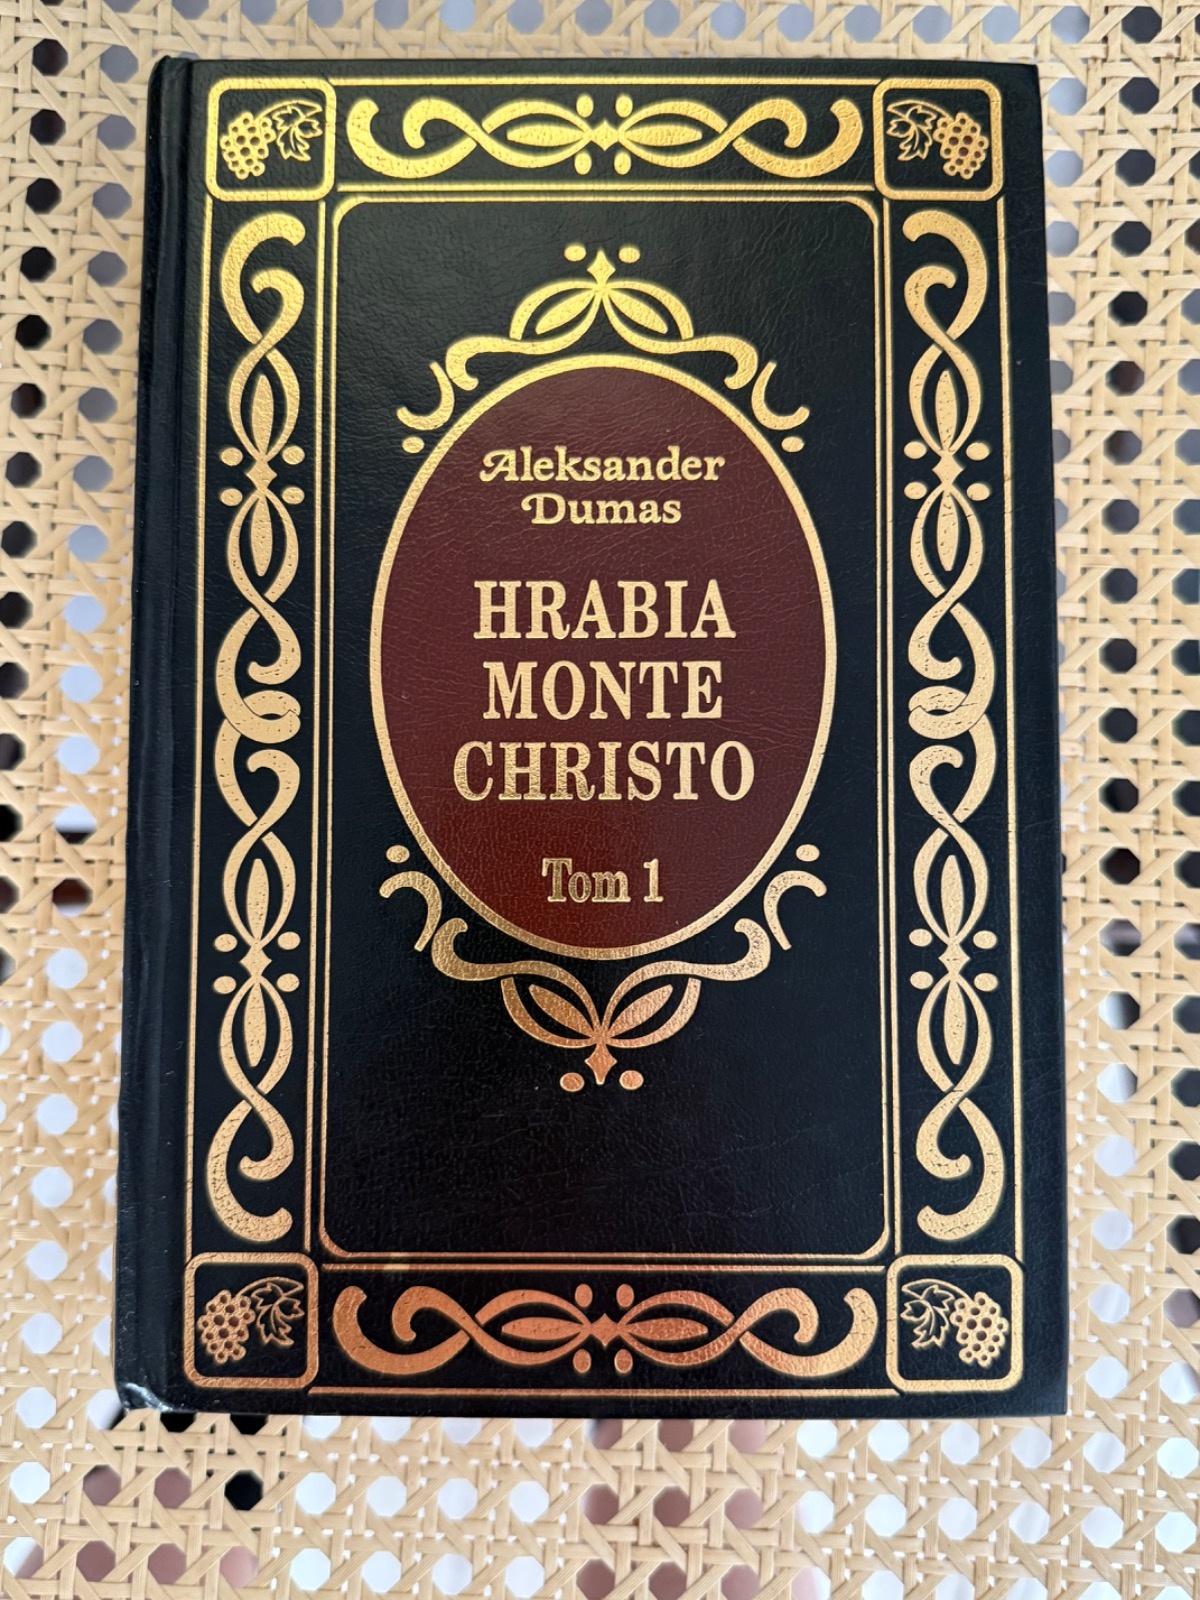 Aleksander
Dumas
HRABIA
MONTE
CHRISTO
Tom 1